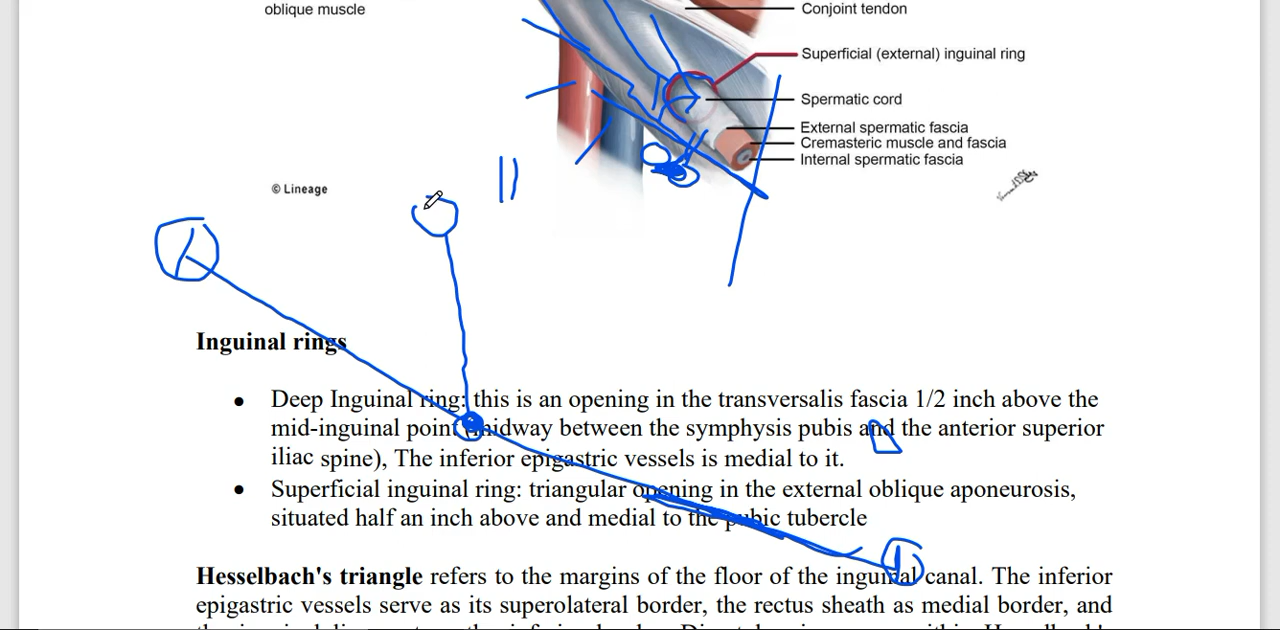 oblique muscle
Conjoint tendon
Superficial (external) inguinal ring
Spermatic cord
External spermatic fascia
Cremasteric muscle and fascia
Internal spermatic fascia
© Lineage
Inguinal rings
● Deep Inguinal ring: this is an opening in the transversalis fascia 1/2 inch above the
mid-inguinal point (midway between the symphysis pubis and the anterior superior
iliac spine), The inferior epigastric vessels is medial to it.
● Superficial inguinal ring: triangular opening in the external oblique aponeurosis,
situated half an inch above and medial to the pubic tubercle
Hesselbach's triangle refers to the margins of the floor of the inguinal canal. The inferior
epigastric vessels serve as its superolateral border, the rectus sheath as medial border, and